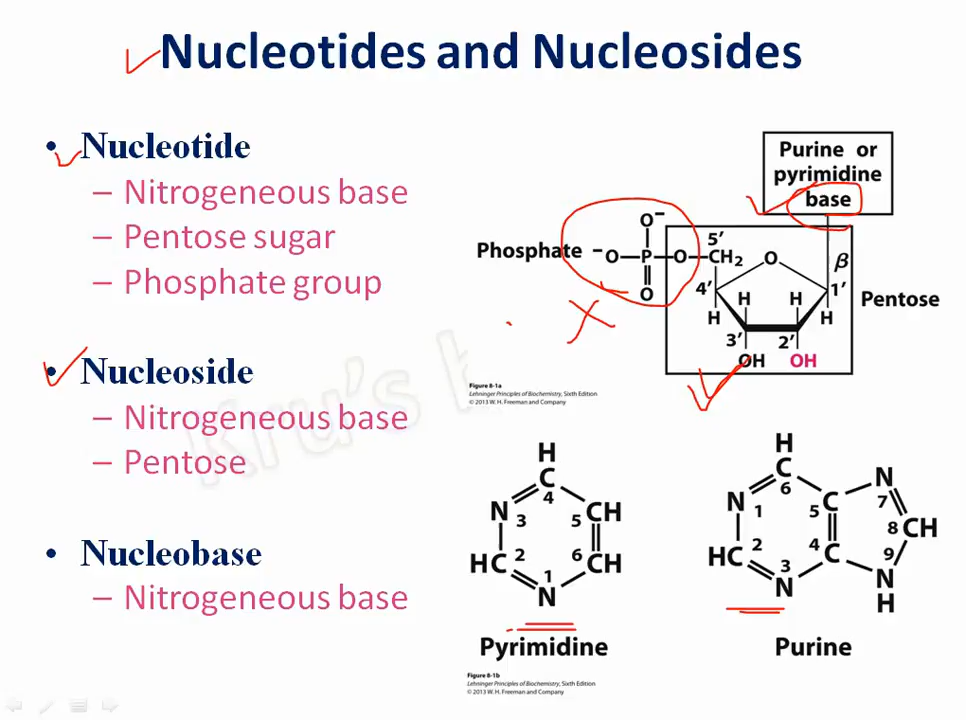 Nucleotides and Nucleosides
• Nucleotide
– Nitrogeneous base
– Pentose sugar
– Phosphate group
• Nucleoside
– Nitrogeneous base
– Pentose
• Nucleobase
– Nitrogeneous base
Purine or
pyrimidine
base
O−
Phosphate −O—P—O—CH2
5′
O
β
O
4′
1′
Pentose
H H
H H
3′ 2′
OH OH
Figure 8-1a
Lehninger Principles of Biochemistry, Sixth Edition
© 2013 W. H. Freeman and Company
Kru's
H
C
4
N 3 5 CH
HC 2 6 CH
1
N
Pyrimidine
H
C
6
N 1 5 C N
7
8 CH
HC 2 4 C
3 9
N N
H
Purine
Figure 8-1b
Lehninger Principles of Biochemistry, Sixth Edition
© 2013 W. H. Freeman and Company